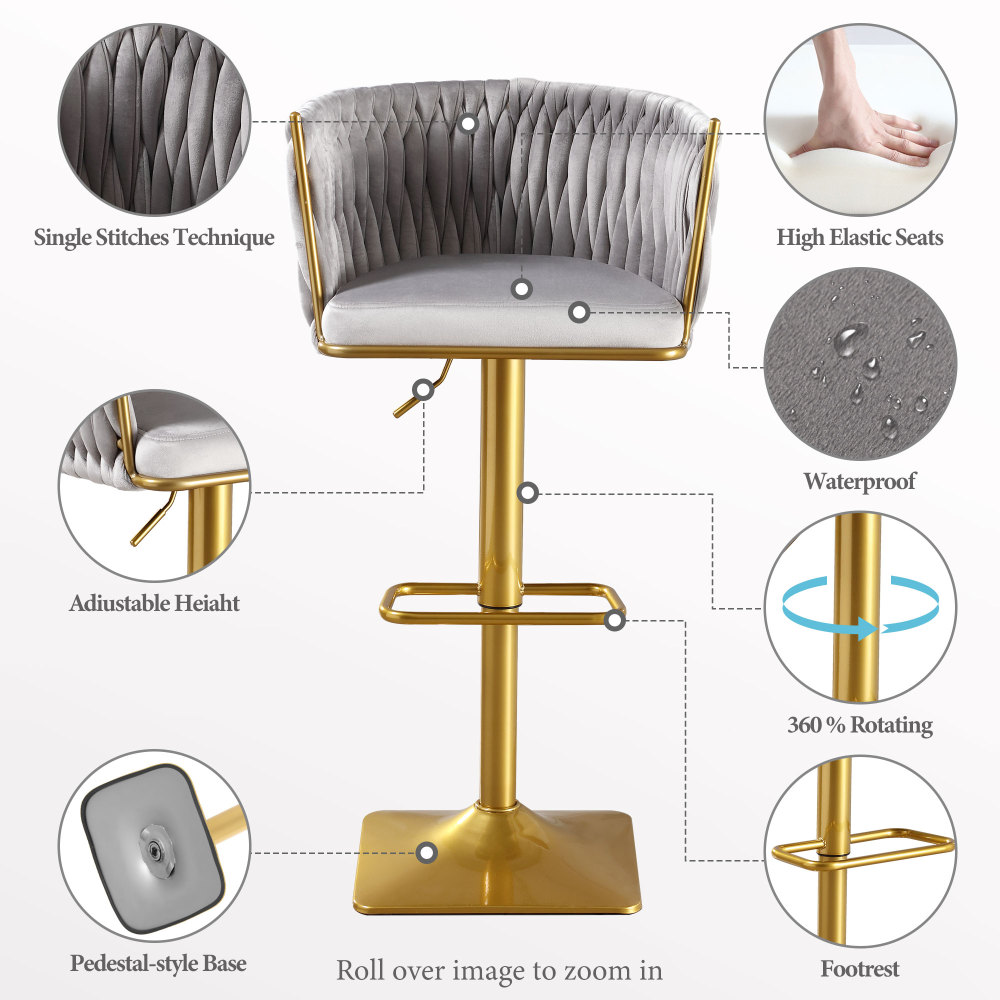 Single Stitches Technique
High Elastic Seats
Waterproof
Adiustable Heiaht
360 % Rotating
Pedestal-style Base
Roll over image to zoom in
Footrest